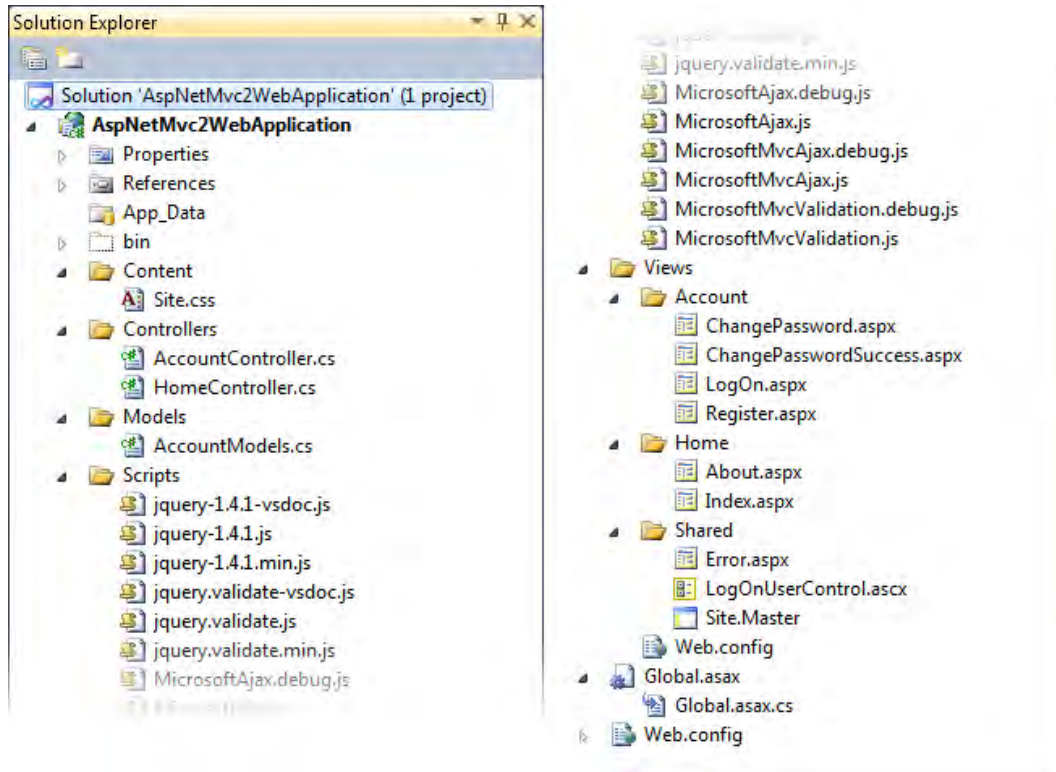 Solution Explorer
Solution 'AspNetMvc2WebApplication' (1 project)
AspNetMvc2WebApplication
Properties
References
App_Data
bin
Content
Site.css
Controllers
AccountController.cs
HomeController.cs
Models
AccountModels.cs
Scripts
jquery-1.4.1-vsdoc.js
jquery-1.4.1.js
jquery-1.4.1.min.js
jquery.validate-vsdoc.js
jquery.validate.js
jquery.validate.min.js
MicrosoftAjax.debug.js
jquery.validate.min.js
MicrosoftAjax.debug.js
MicrosoftAjax.js
MicrosoftMvcAjax.debug.js
MicrosoftMvcAjax.js
MicrosoftMvcValidation.debug.js
MicrosoftMvcValidation.js
Views
Account
ChangePassword.aspx
ChangePasswordSuccess.aspx
LogOn.aspx
Register.aspx
Home
About.aspx
Index.aspx
Shared
Error.aspx
LogOnUserControl.ascx
Site.Master
Web.config
Global.asax
Global.asax.cs
Web.config